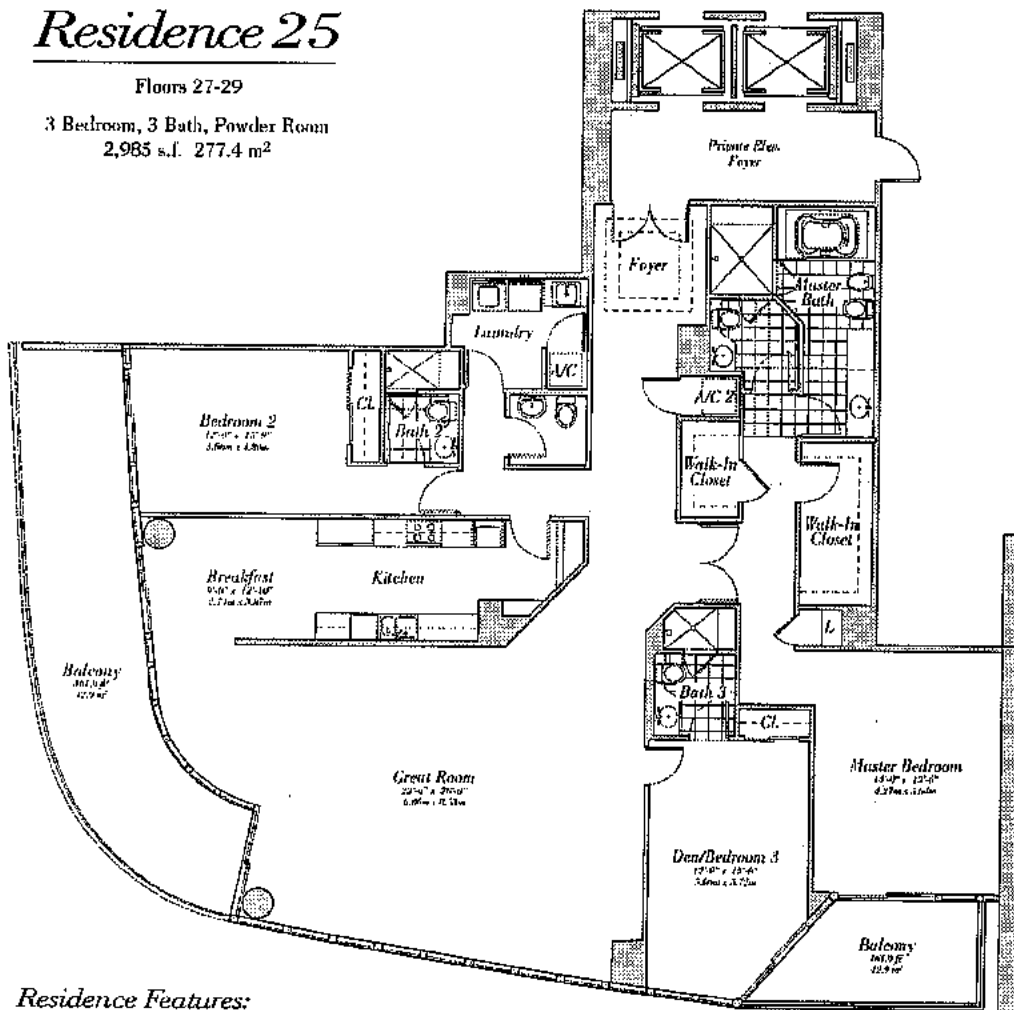 Residence 25
Floors 27-29
3 Bedroom, 3 Bath, Powder Room
2,985 s.f. 277.4 m²
Private Elev.
Foyer
Foyer
Master
Bath
Laundry
A/C
A/C 2
Bedroom 2
CL
Bath 2
Walk-In
Closet
Walk-In
Closet
Breakfast
Kitchen
L
Balcony
Bath 3
CL
Great Room
Master Bedroom
Den/Bedroom 3
Balcony
Residence Features: